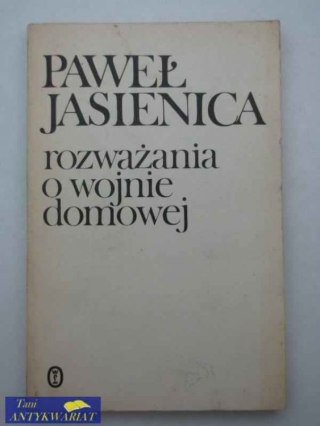 PAWEŁ
JASIENICA
rozważania
o wojnie
domowej
Tani
ANTYKWARIAT